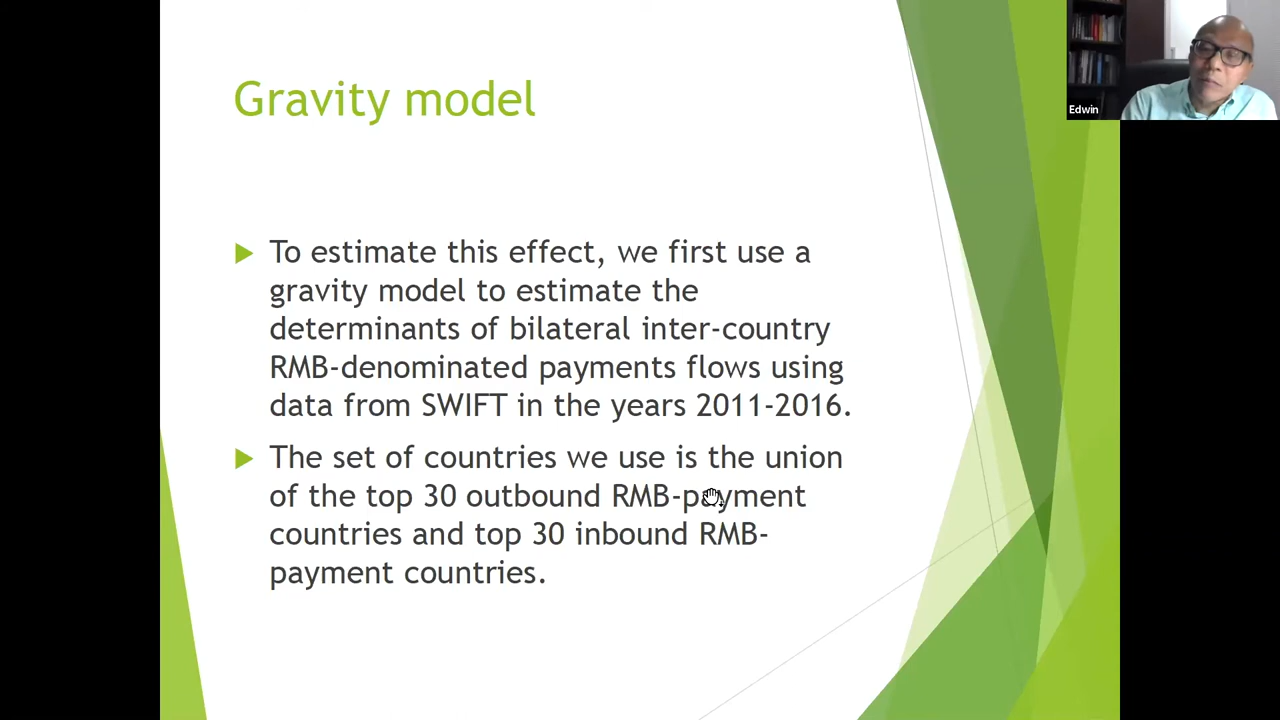 Gravity model
To estimate this effect, we first use a
gravity model to estimate the
determinants of bilateral inter-country
RMB-denominated payments flows using
data from SWIFT in the years 2011-2016.
The set of countries we use is the union
of the top 30 outbound RMB-payment
countries and top 30 inbound RMB-
payment countries.
Edwin